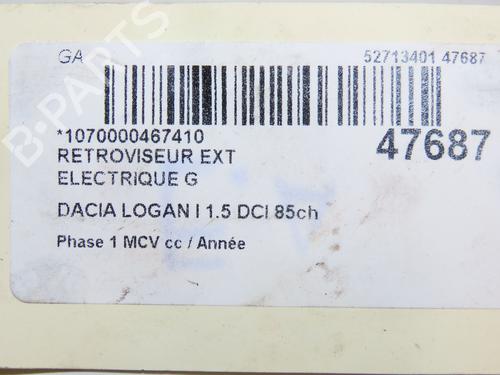 GA 52713401 47687
*1070000467410 47687
RETROVISEUR EXT
ELECTRIQUE G
DACIA LOGAN I 1.5 DCI 85ch
Phase 1 MCV cc / Année
B-PARTS